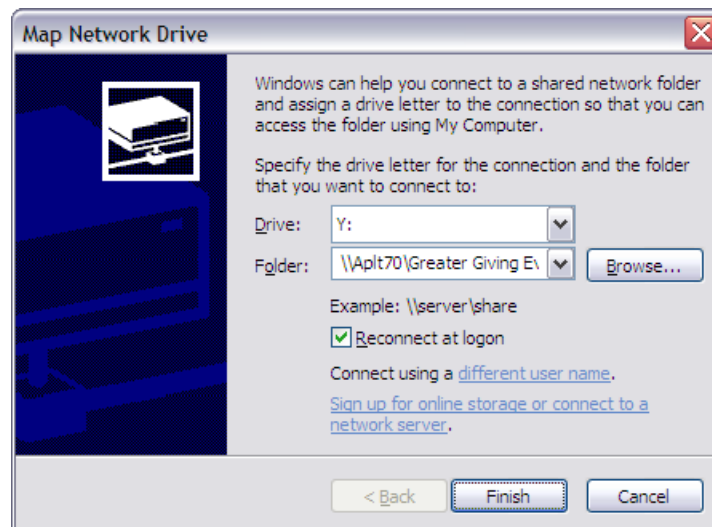 Map Network Drive
Windows can help you connect to a shared network folder
and assign a drive letter to the connection so that you can
access the folder using My Computer.
Specify the drive letter for the connection and the folder
that you want to connect to:
Drive: Y:
Folder: \\Aplt70\Greater Giving Ev Browse...
Example: \\server\share
Reconnect at logon
Connect using a different user name.
Sign up for online storage or connect to a
network server.
< Back Finish Cancel